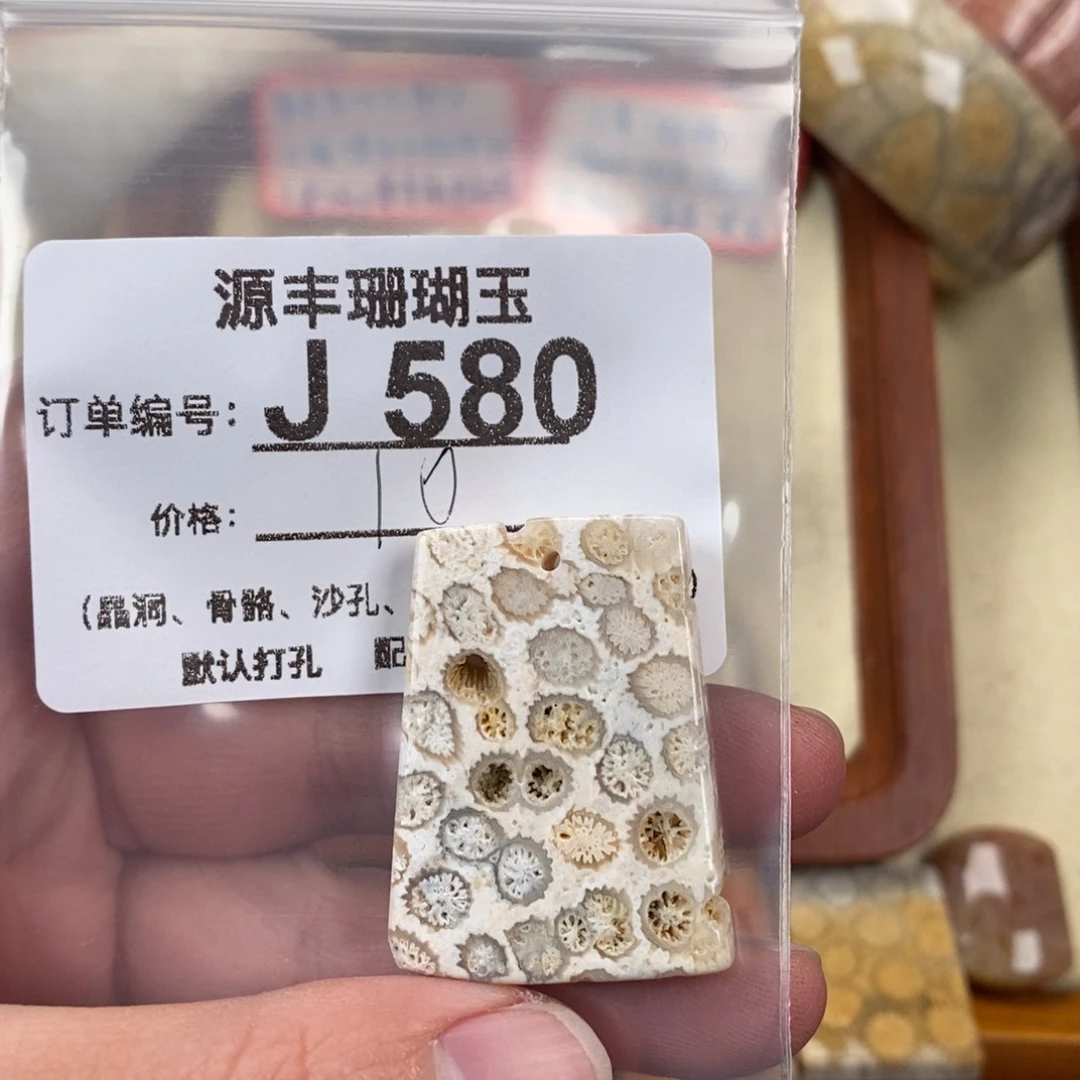 源丰珊瑚玉
订单编号: J 580
价格: 10
(晶洞、骨骼、沙孔、
默认打孔 配